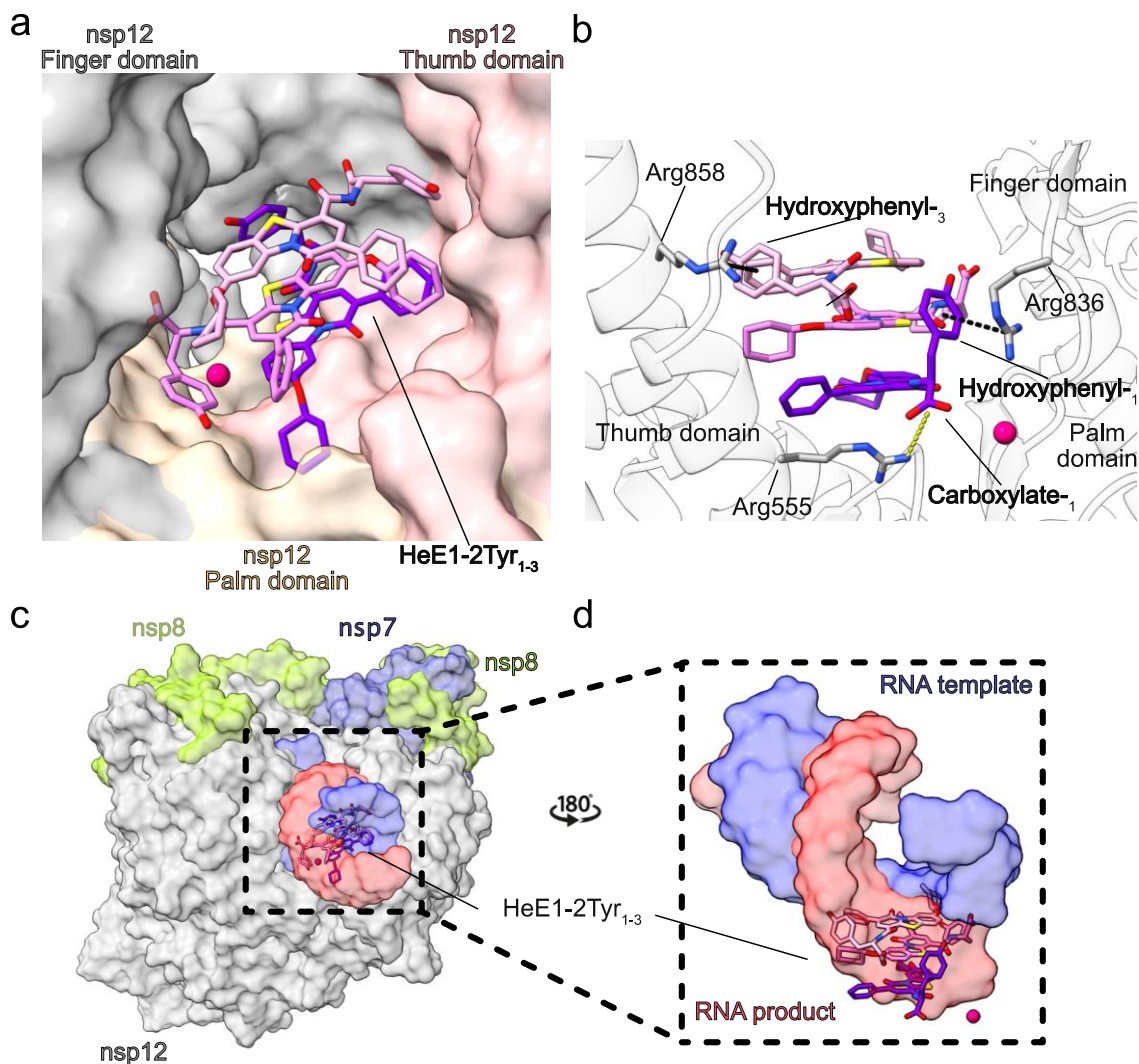 a
nsp12
Finger domain
nsp12
Thumb domain
nsp12
Palm domain
HeE1-2Tyr₁₋₃
b
Arg858
Hydroxyphenyl-₃
Finger domain
Arg836
Hydroxyphenyl-₁
Thumb domain
Palm
domain
Arg555
Carboxylate-₁
c
nsp8
nsp7
nsp8
nsp12
180°
HeE1-2Tyr₁₋₃
d
RNA template
RNA product